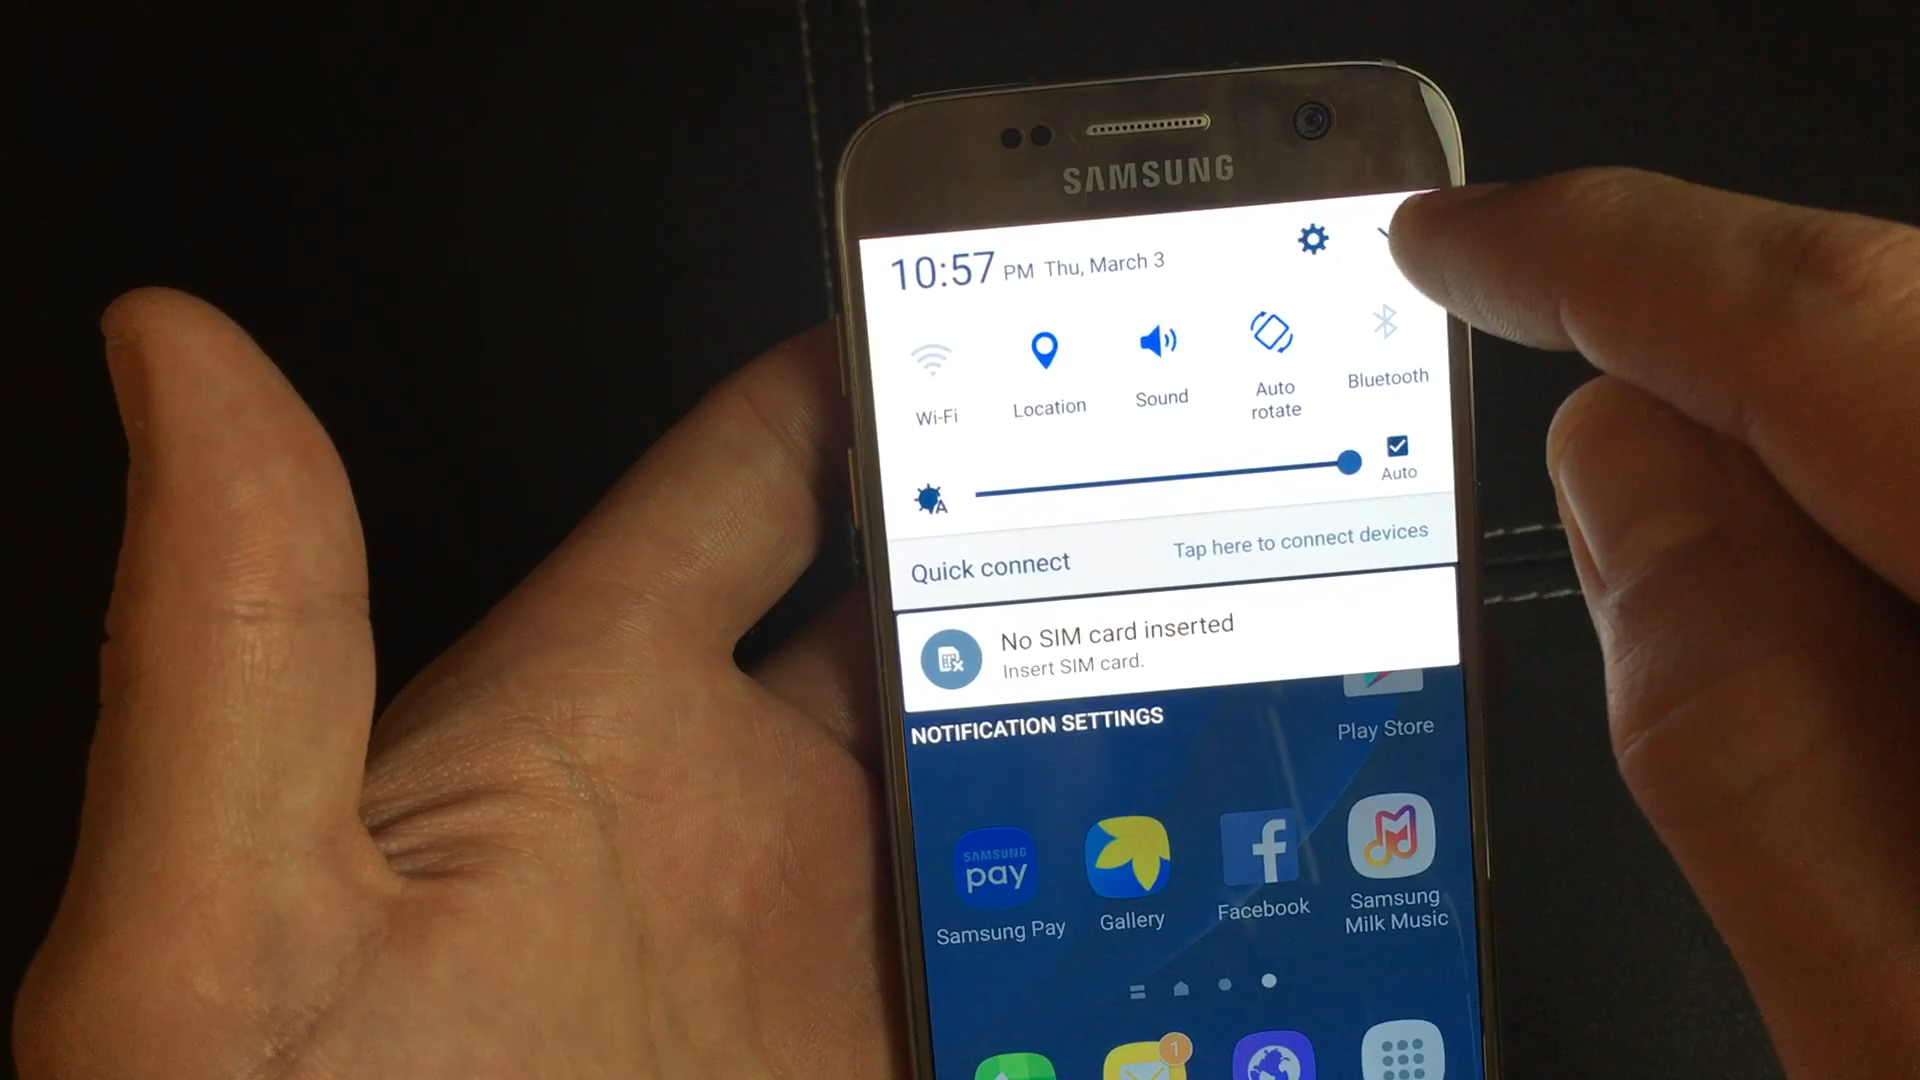 SAMSUNG
10:57 PM Thu, March 3
Wi-Fi
Location
Sound
Auto
rotate
Bluetooth
A
Auto
Quick connect
Tap here to connect devices
No SIM card inserted
Insert SIM card.
NOTIFICATION SETTINGS
Play Store
SAMSUNG
pay
f
Samsung Pay
Gallery
Facebook
Samsung
Milk Music
1